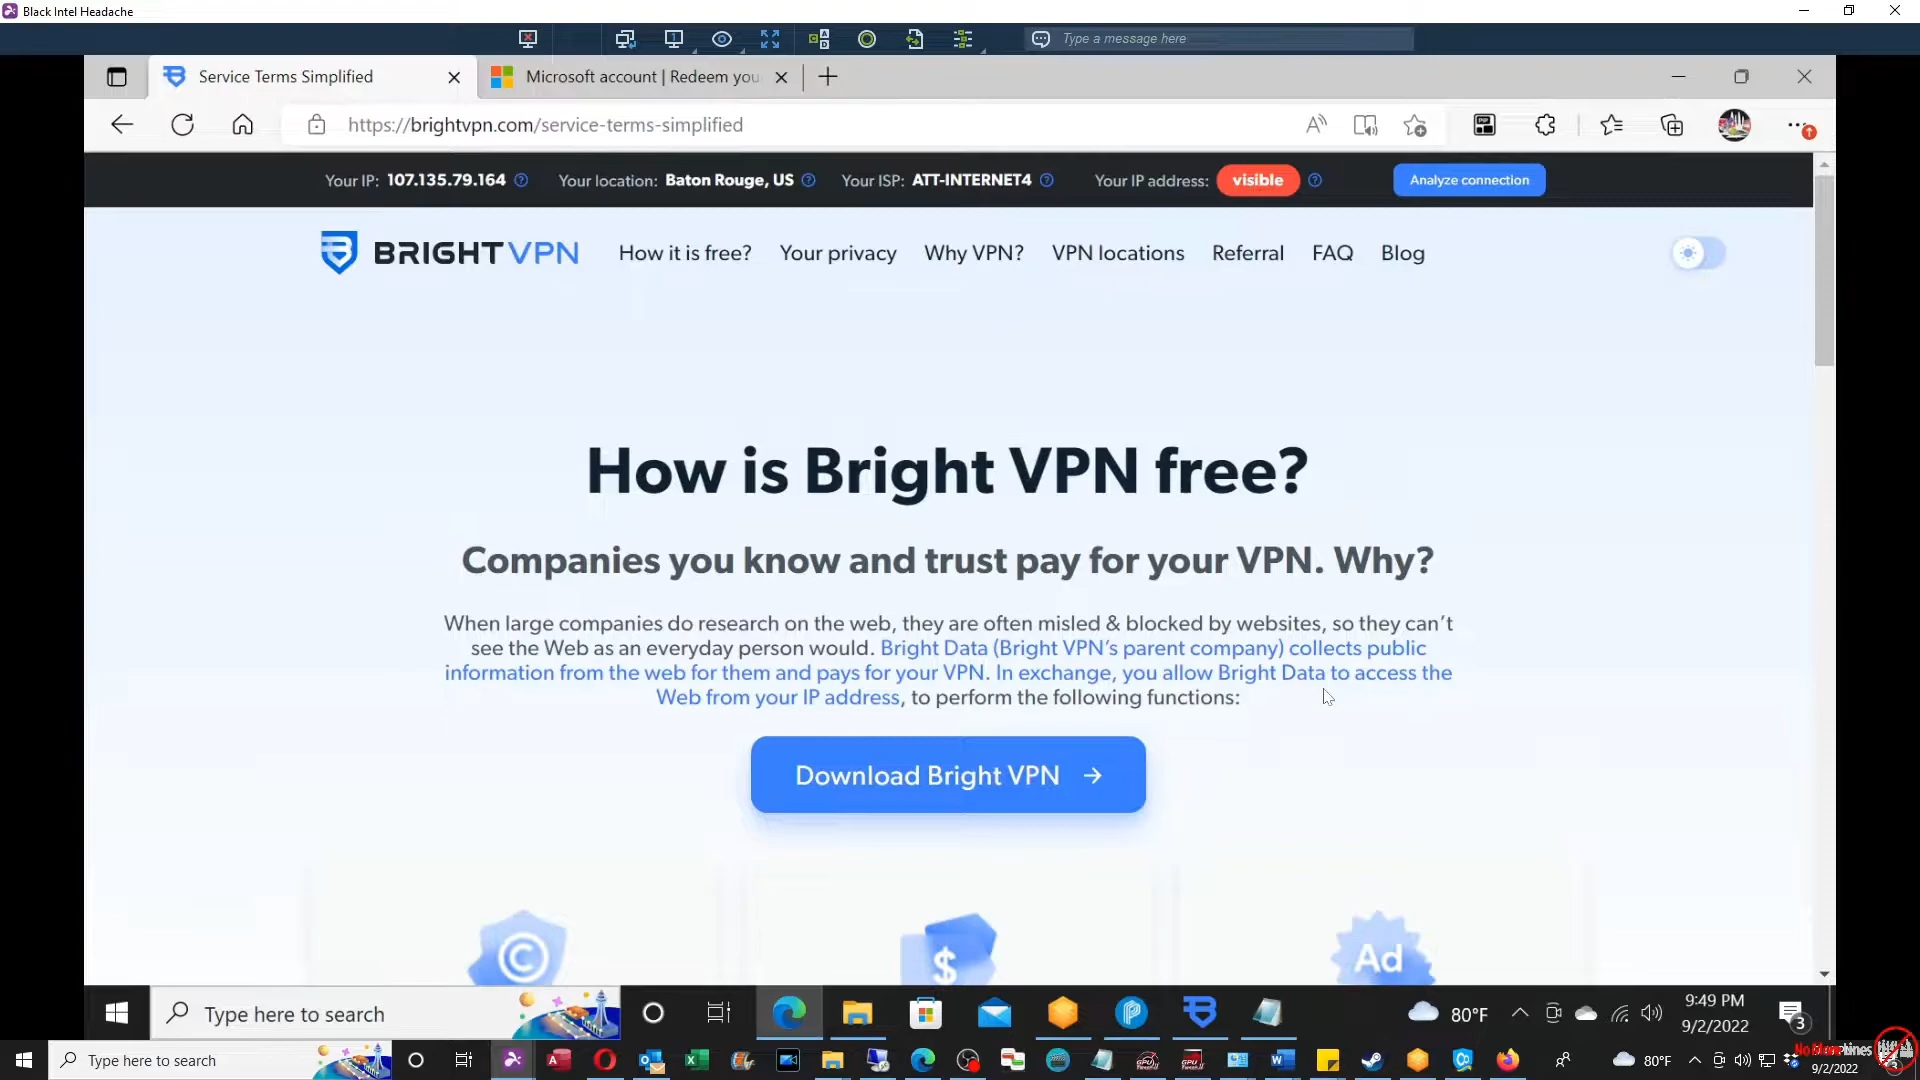 Black Intel Headache
Type a message here
Service Terms Simplified
Microsoft account | Redeem you
https://brightvpn.com/service-terms-simplified
Your IP: 107.135.79.164 Your location: Baton Rouge, US Your ISP: ATT-INTERNET4 Your IP address: visible Analyze connection
BRIGHTVPN How it is free? Your privacy Why VPN? VPN locations Referral FAQ Blog
How is Bright VPN free?
Companies you know and trust pay for your VPN. Why?
When large companies do research on the web, they are often misled & blocked by websites, so they can’t
see the Web as an everyday person would. Bright Data (Bright VPN’s parent company) collects public
information from the web for them and pays for your VPN. In exchange, you allow Bright Data to access the
Web from your IP address, to perform the following functions:
Download Bright VPN →
© $ Ad
Type here to search 80°F 9:49 PM
9/2/2022 3
Type here to search 80°F
9/2/2022